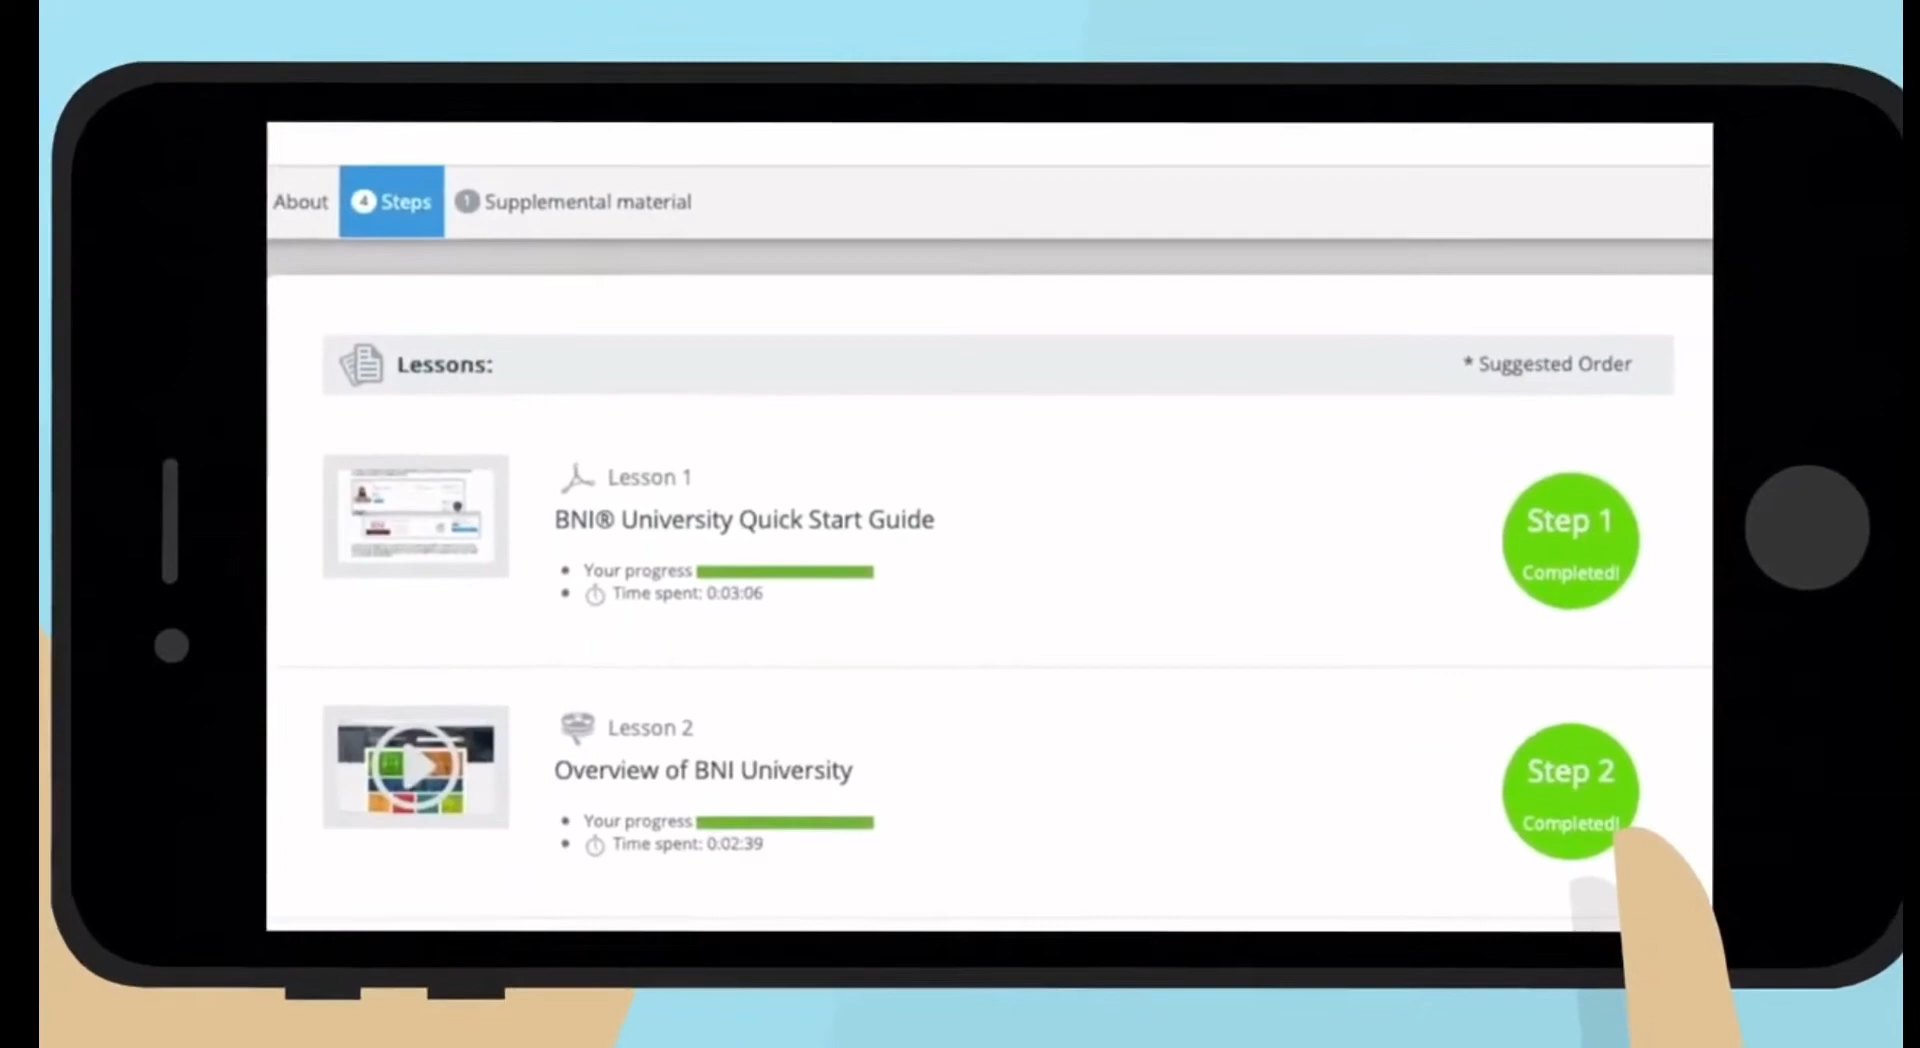 About 4 Steps 1 Supplemental material
Lessons: * Suggested Order
Lesson 1
BNI® University Quick Start Guide
Step 1
Your progress
Completed!
Time spent: 0:03:06
Lesson 2
Overview of BNI University
Step 2
Your progress
Completed!
Time spent: 0:02:39